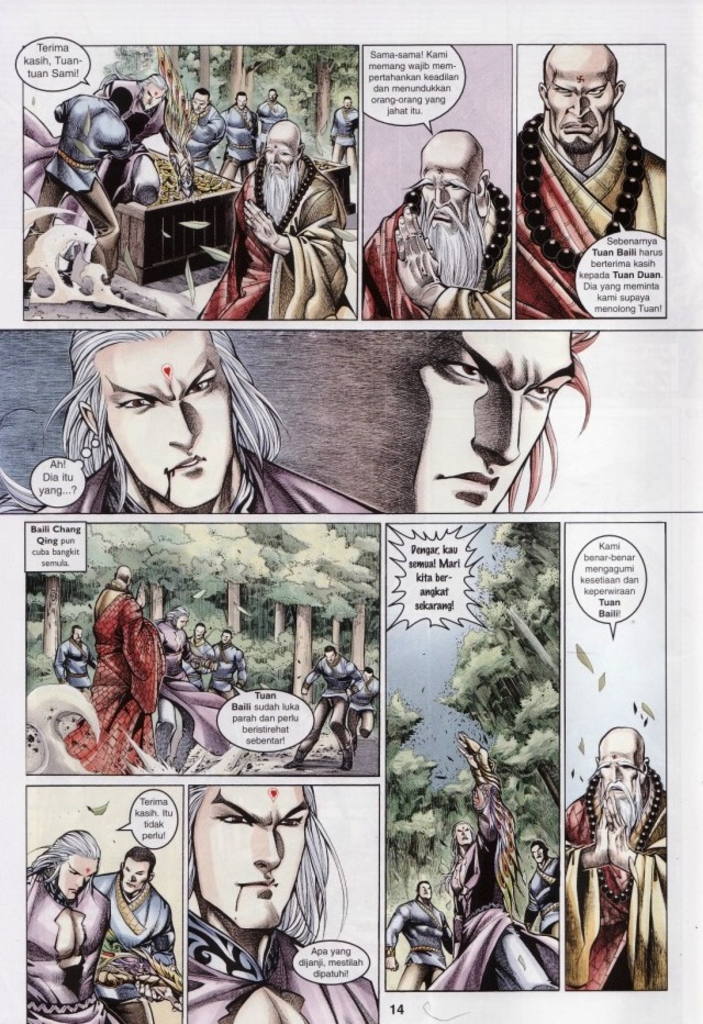 Terima
kasih, Tuan-
tuan Sami!
Sama-sama! Kami
memang wajib mem-
pertahankan keadilan
dan menundukkan
orang-orang yang
jahat itu.
Sebenarnya
Tuan Baili harus
berterima kasih
kepada Tuan Duan.
Dia yang meminta
kami supaya
menolong Tuan!
Ah!
Dia itu
yang...?
Baili Chang
Qing pun
cuba bangkit
semula.
Tuan
Baili sudah luka
parah dan perlu
beristirehat
sebentar!
Terima
kasih. Itu
tidak
perlu!
Apa yang
dijanji, mestilah
dipatuhi!
Dengar, kau
semua! Mari
kita ber-
angkat
sekarang!
Kami
benar-benar
mengagumi
kesetiaan dan
keperwiraan
Tuan
Baili!
14